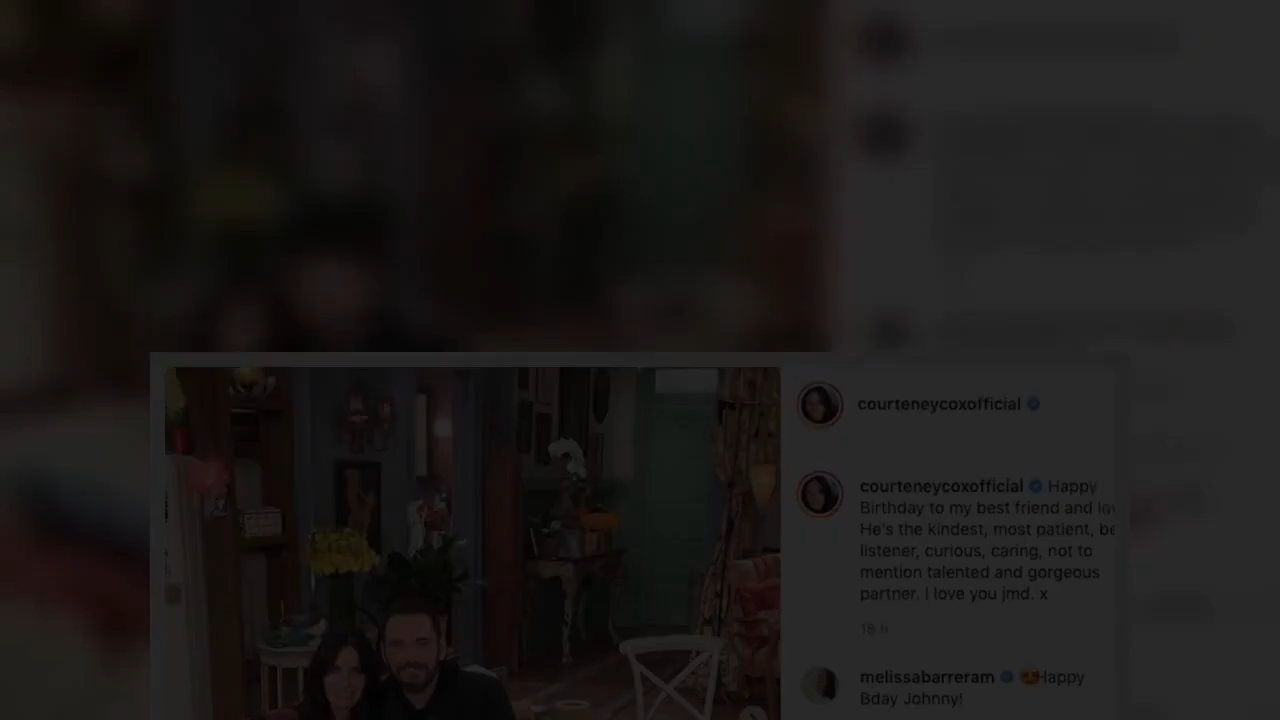 courteneycoxofficial
courteneycoxofficial Happy
Birthday to my best friend and
He's the kindest, most patient,
listener, curious, caring, not to
mention talented and gorgeous
partner. I love you jmd. x
18 h
melissabarreram 😍Happy
Bday Johnny!